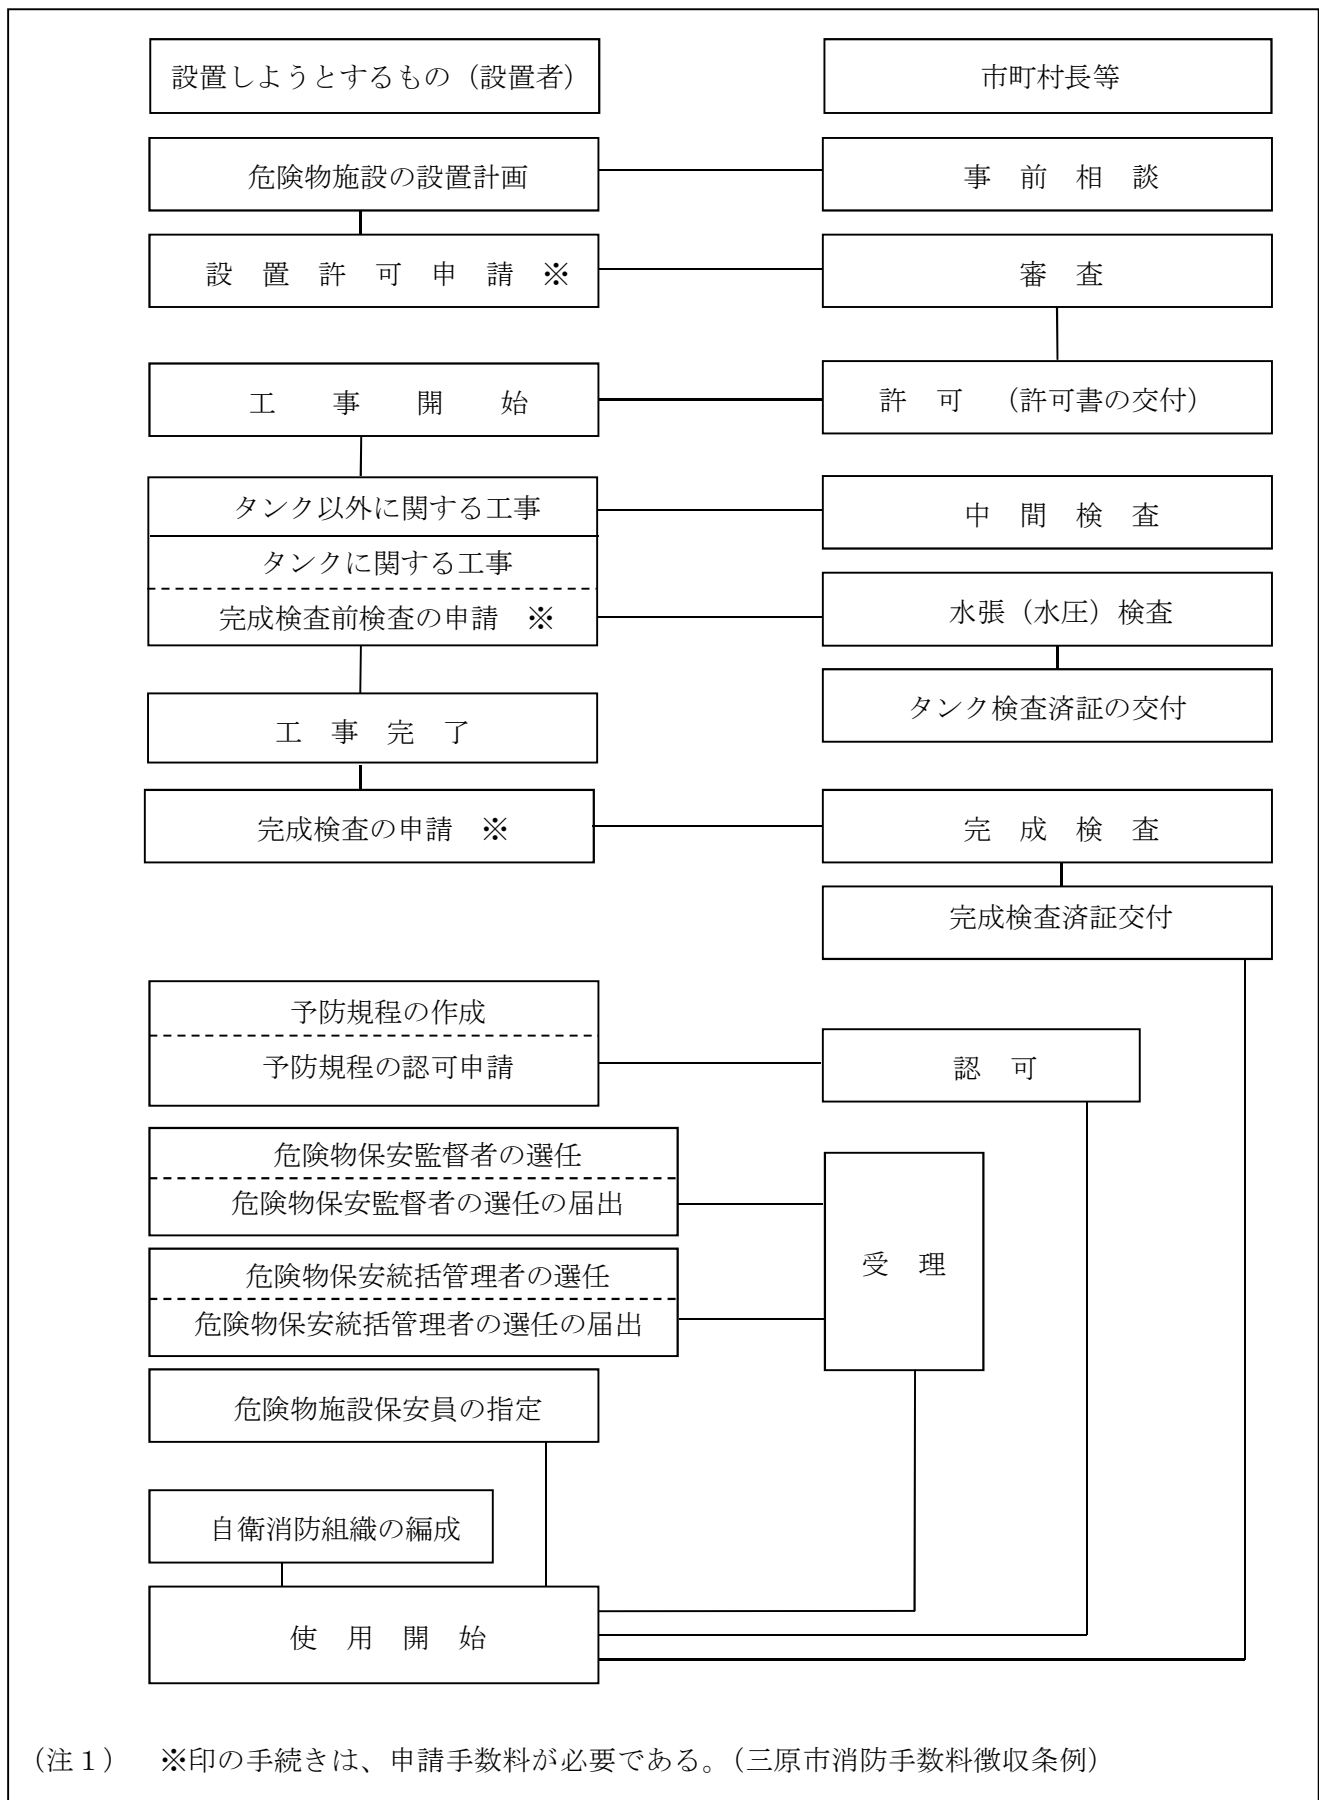 設置しようとするもの（設置者）
市町村長等
危険物施設の設置計画
事　前　相　談
設　置　許　可　申　請　※
審　査
工　事　開　始
許　可　（許可書の交付）
タンク以外に関する工事
中　間　検　査
タンクに関する工事
完成検査前検査の申請　※
水張（水圧）検査
タンク検査済証の交付
工　事　完　了
完成検査の申請　※
完　成　検　査
完成検査済証交付
予防規程の作成
予防規程の認可申請
認　可
危険物保安監督者の選任
危険物保安監督者の選任の届出
受　理
危険物保安統括管理者の選任
危険物保安統括管理者の選任の届出
危険物施設保安員の指定
自衛消防組織の編成
使　用　開　始
（注１）　※印の手続きは、申請手数料が必要である。（三原市消防手数料徴収条例）